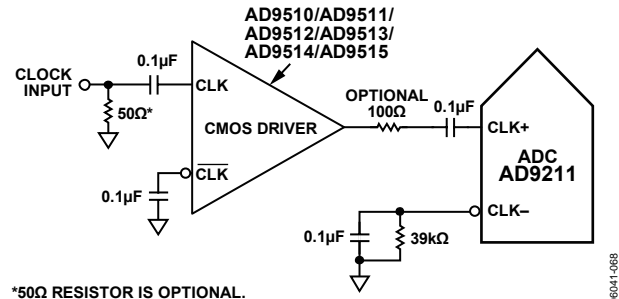 AD9510/AD9511/
AD9512/AD9513/
AD9514/AD9515
0.1µF
CLOCK
INPUT
50Ω*
CLK
CMOS DRIVER
CLK
0.1µF
OPTIONAL
100Ω
0.1µF
CLK+
ADC
AD9211
CLK–
0.1µF
39kΩ
*50Ω RESISTOR IS OPTIONAL.
06041-068